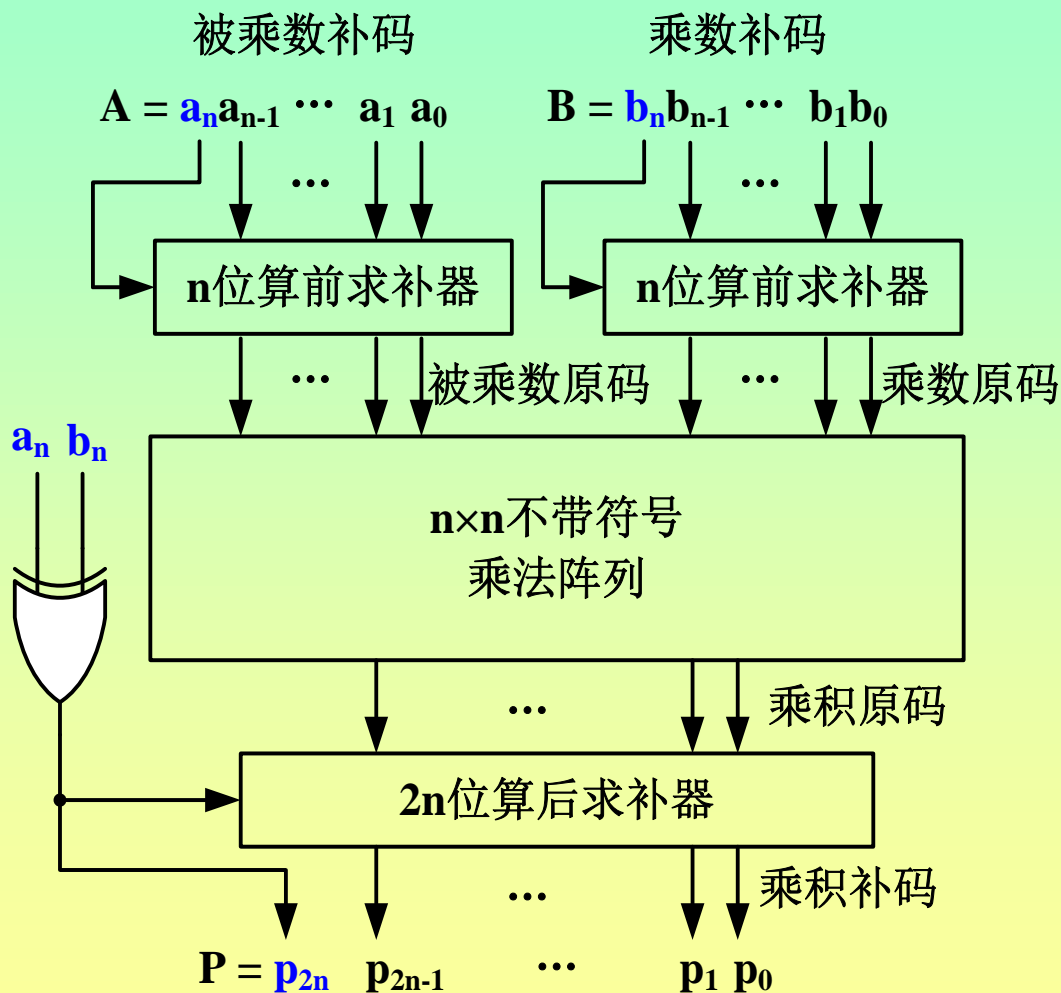 被乘数补码 乘数补码
A = aₙaₙ₋₁ ··· a₁ a₀ B = bₙbₙ₋₁ ··· b₁b₀
... ...
n位算前求补器 n位算前求补器
... 被乘数原码 ... 乘数原码
aₙ bₙ
n×n不带符号
乘法阵列
... 乘积原码
2n位算后求补器
... 乘积补码
P = p₂ₙ p₂ₙ₋₁ ··· p₁ p₀